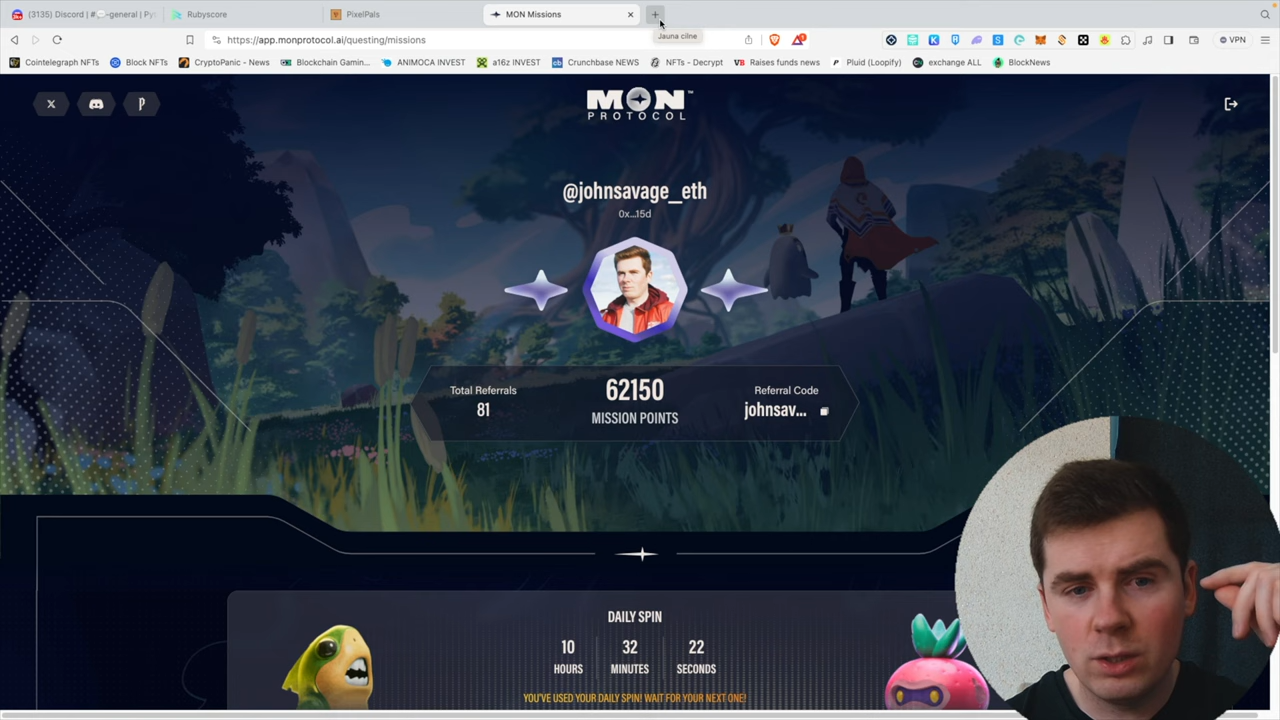 (3135) Discord | #💬-general | Py
Rubyscore
PixelPals
MON Missions
Jauna cilne
https://app.monprotocol.ai/questing/missions
VPN
Cointelegraph NFTs
Block NFTs
CryptoPanic - News
Blockchain Gamin...
ANIMOCA INVEST
a16z INVEST
Crunchbase NEWS
NFTs - Decrypt
Raises funds news
Pluid (Loopify)
exchange ALL
BlockNews
MON™
PROTOCOL
@johnsavage_eth
0x...15d
Total Referrals
81
62150
MISSION POINTS
Referral Code
johnsav...
DAILY SPIN
10 32 22
HOURS MINUTES SECONDS
YOU'VE USED YOUR DAILY SPIN! WAIT FOR YOUR NEXT ONE!